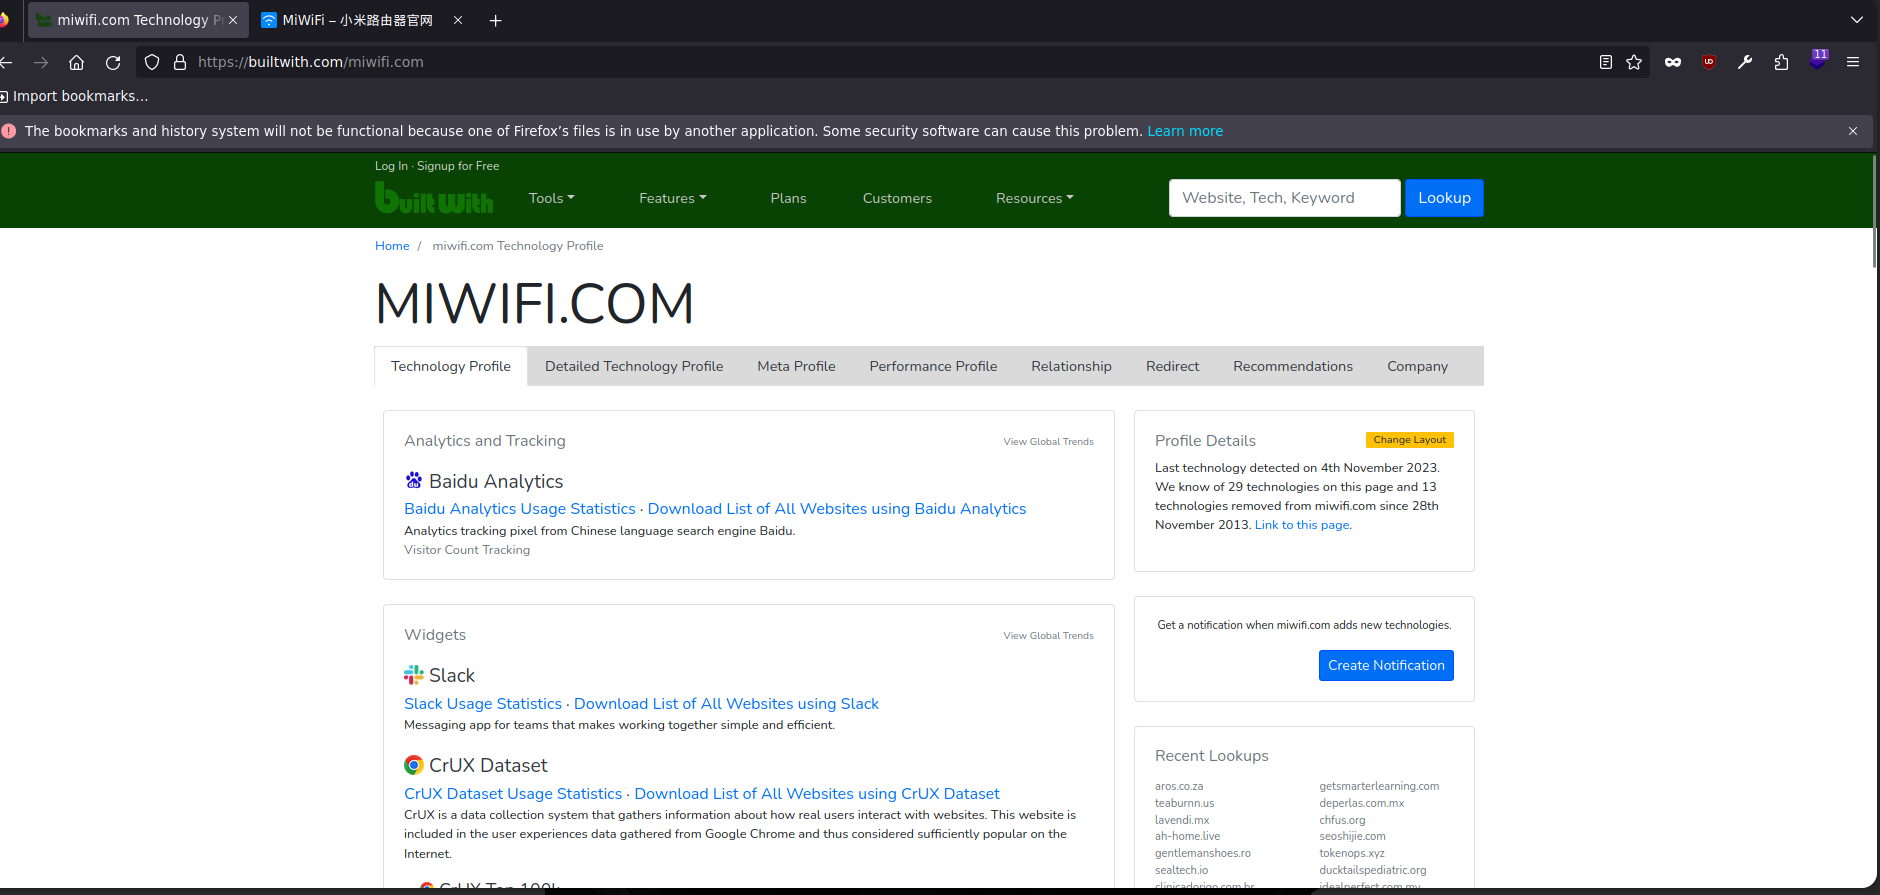 miwifi.com Technology P
MiWiFi – 小米路由器官网
https://builtwith.com/miwifi.com
11
Import bookmarks...
The bookmarks and history system will not be functional because one of Firefox's files is in use by another application. Some security software can cause this problem. Learn more
Log In · Signup for Free
built with
Tools
Features
Plans
Customers
Resources
Website, Tech, Keyword
Lookup
Home / miwifi.com Technology Profile
MIWIFI.COM
Technology Profile
Detailed Technology Profile
Meta Profile
Performance Profile
Relationship
Redirect
Recommendations
Company
Analytics and Tracking
View Global Trends
Baidu Analytics
Baidu Analytics Usage Statistics · Download List of All Websites using Baidu Analytics
Analytics tracking pixel from Chinese language search engine Baidu.
Visitor Count Tracking
Widgets
View Global Trends
Slack
Slack Usage Statistics · Download List of All Websites using Slack
Messaging app for teams that makes working together simple and efficient.
CrUX Dataset
CrUX Dataset Usage Statistics · Download List of All Websites using CrUX Dataset
CrUX is a data collection system that gathers information about how real users interact with websites. This website is
included in the user experiences data gathered from Google Chrome and thus considered sufficiently popular on the
Internet.
CrUX Top 100k
Profile Details
Change Layout
Last technology detected on 4th November 2023.
We know of 29 technologies on this page and 13
technologies removed from miwifi.com since 28th
November 2013. Link to this page.
Get a notification when miwifi.com adds new technologies.
Create Notification
Recent Lookups
aros.co.za
getsmarterlearning.com
teaburnn.us
deperlas.com.mx
lavendi.mx
chfus.org
ah-home.live
seoshijie.com
gentlemanshoes.ro
tokenops.xyz
sealtech.io
ducktailspediatric.org
clinicadorigo.com.br
idealperfect.com.my